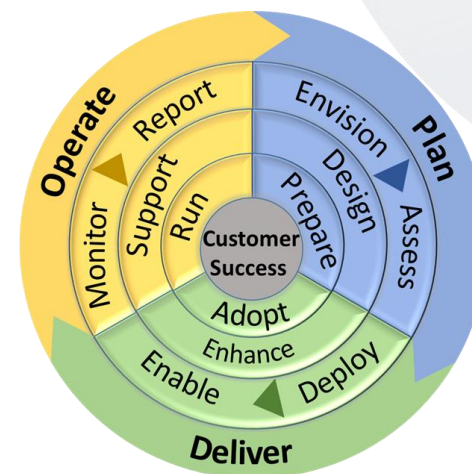 Operate
Plan
Deliver
Report
Monitor
Support
Run
Envision
Assess
Design
Prepare
Customer
Success
Adopt
Enhance
Enable
Deploy